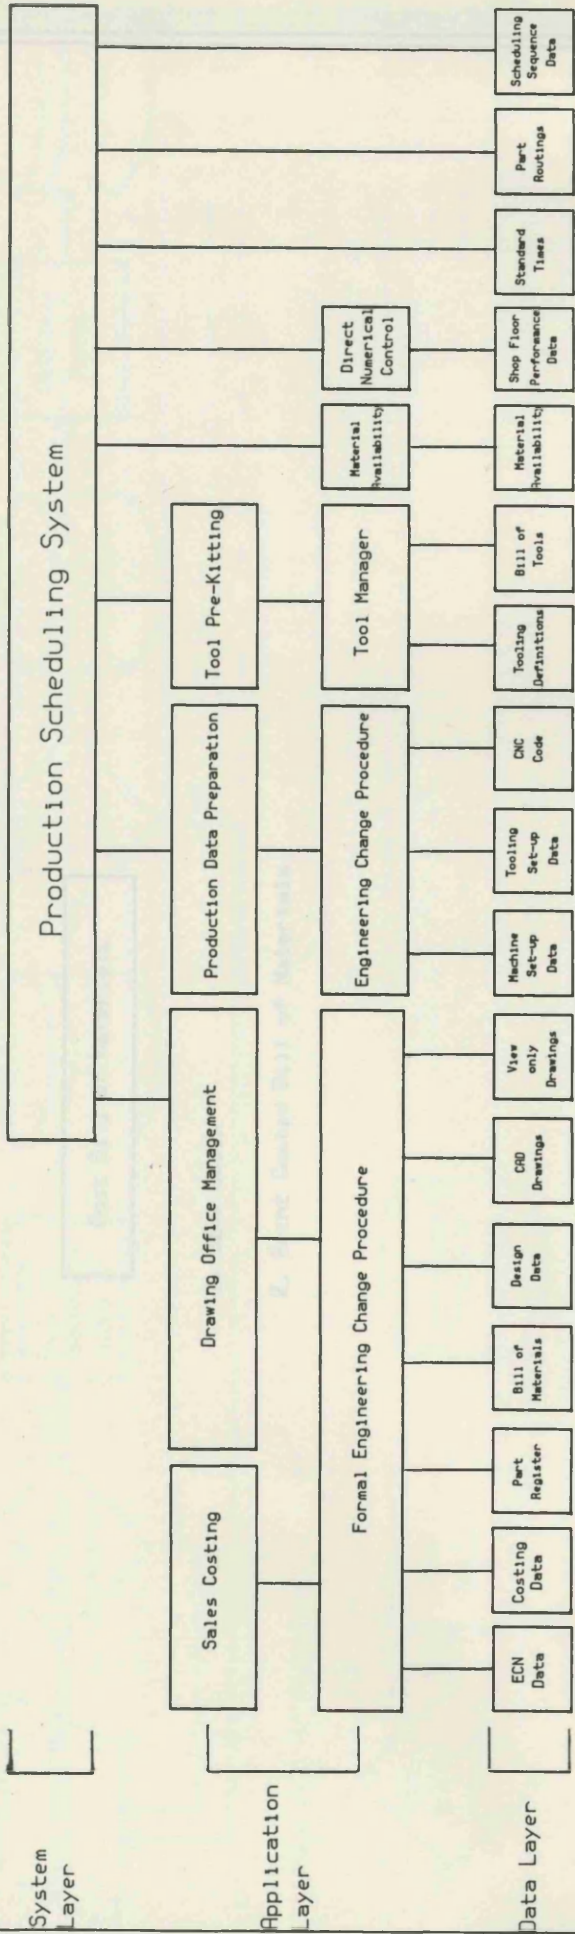 System
Layer
Production Scheduling System
Application
Layer
Sales Costing
Drawing Office Management
Production Data Preparation
Tool Pre-Kitting
Formal Engineering Change Procedure
Engineering Change Procedure
Tool Manager
Material
Availability
Direct
Numerical
Control
Data Layer
ECN
Data
Costing
Data
Part
Register
Bill of
Materials
Design
Data
CAD
Drawings
View
only
Drawings
Machine
Set-up
Data
Tooling
Set-up
Data
CNC
Code
Tooling
Definitions
Bill of
Tools
Material
Availability
Shop Floor
Performance
Data
Standard
Times
Part
Routings
Scheduling
Sequence
Data